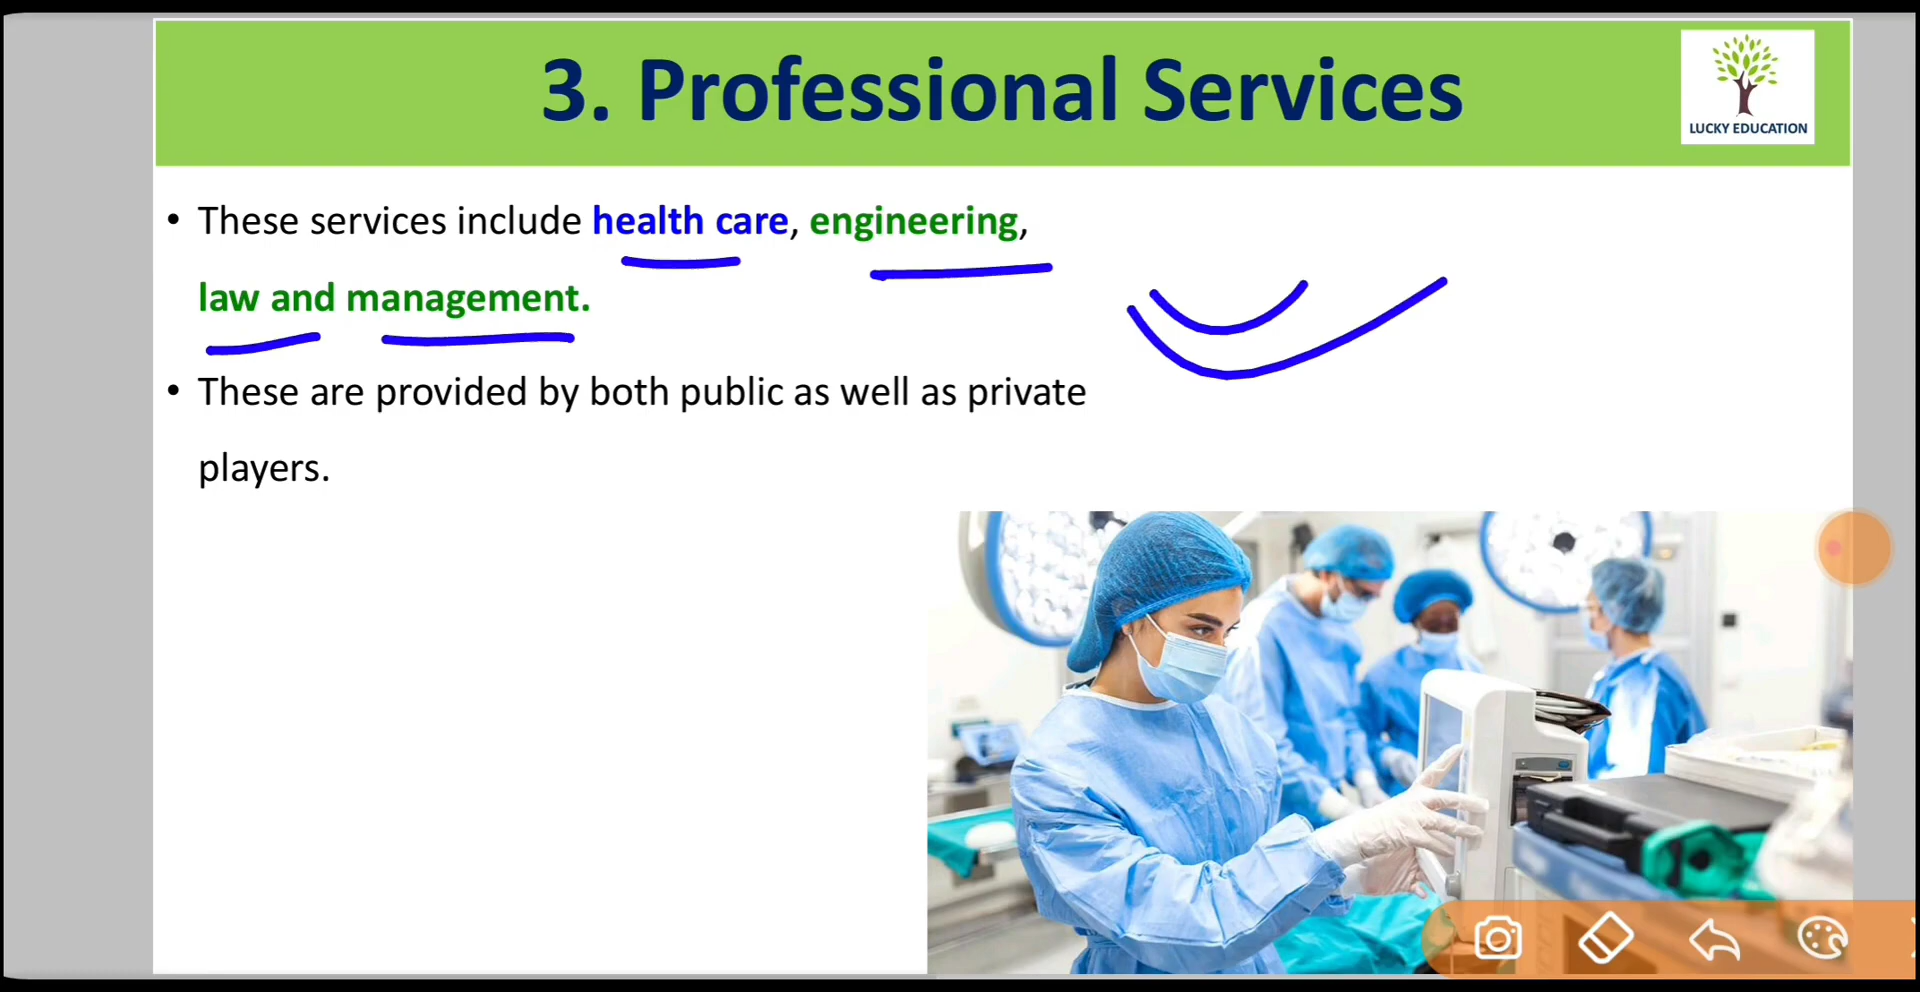 3. Professional Services
LUCKY EDUCATION
• These services include health care, engineering,
law and management.
• These are provided by both public as well as private
players.